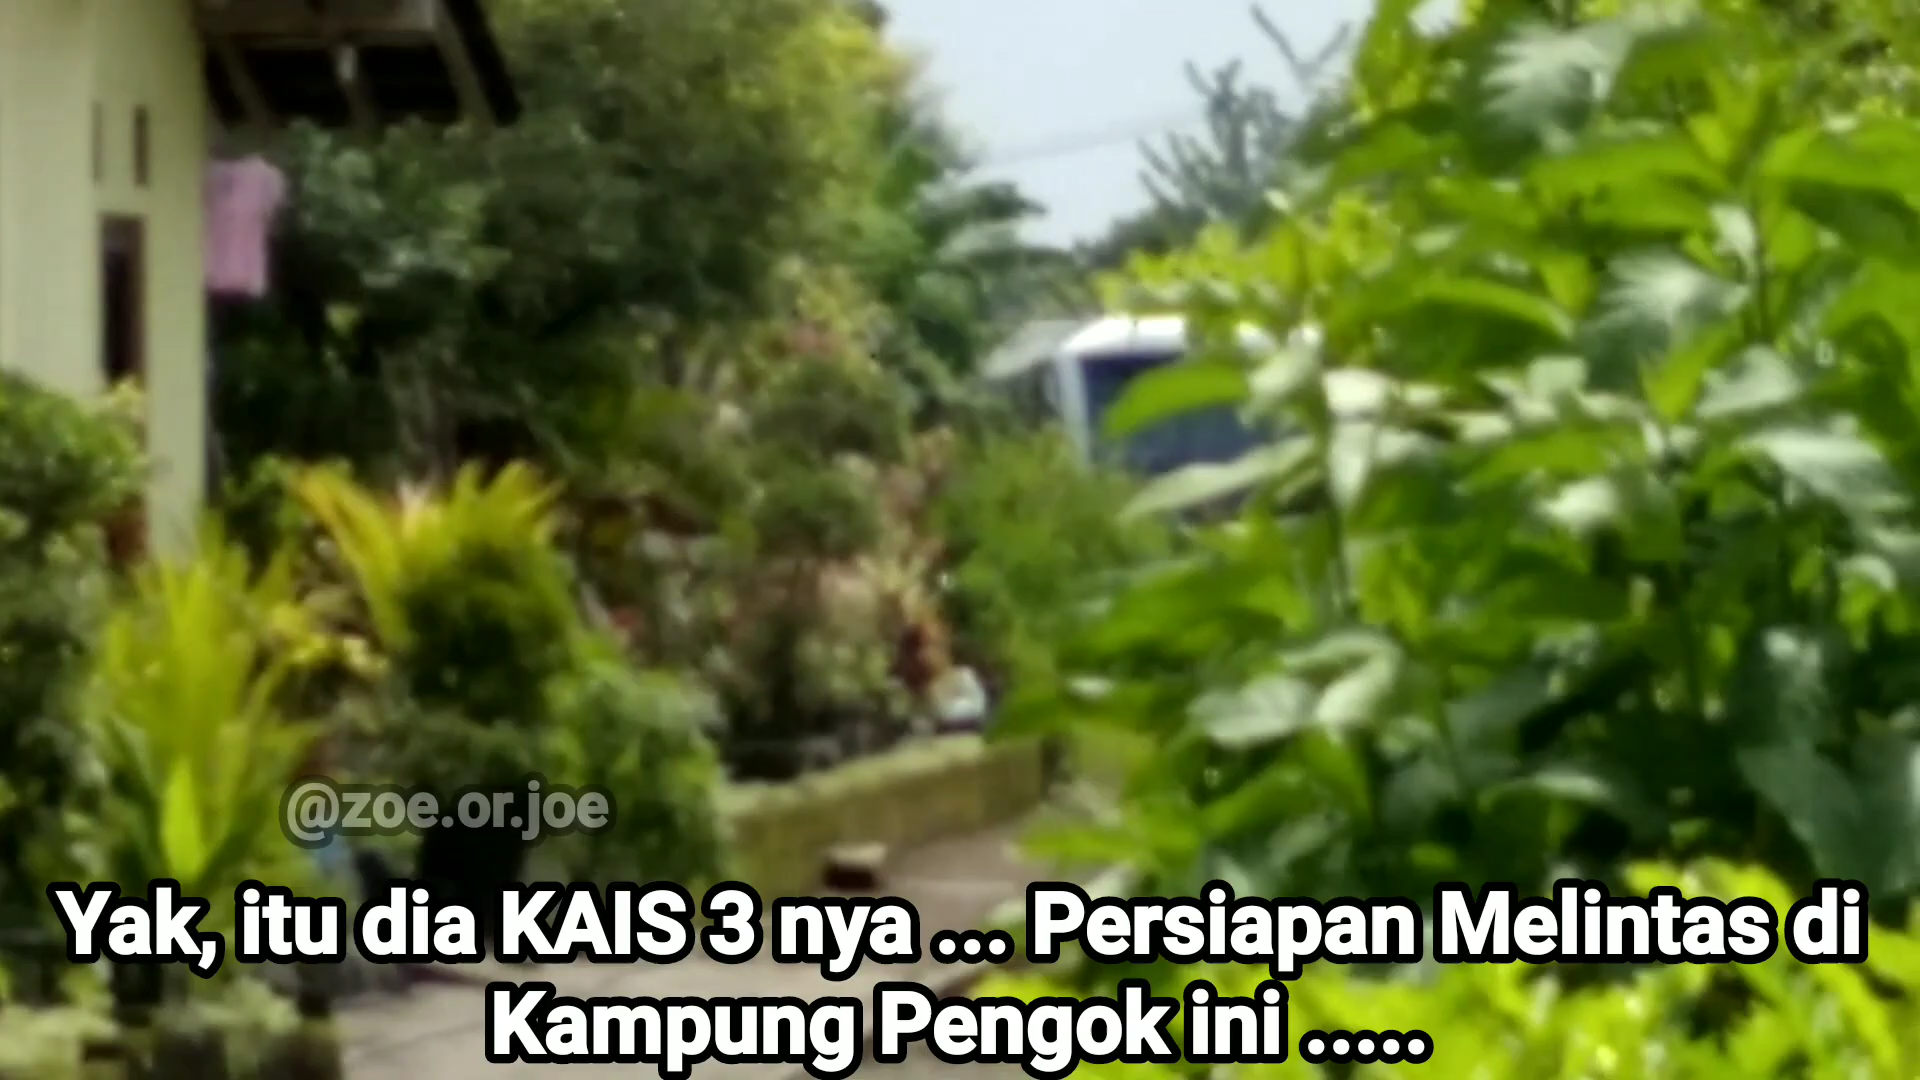 @zoe.or.joe
Yak, itu dia KAIS 3 nya ... Persiapan Melintas di
Kampung Pengok ini .....